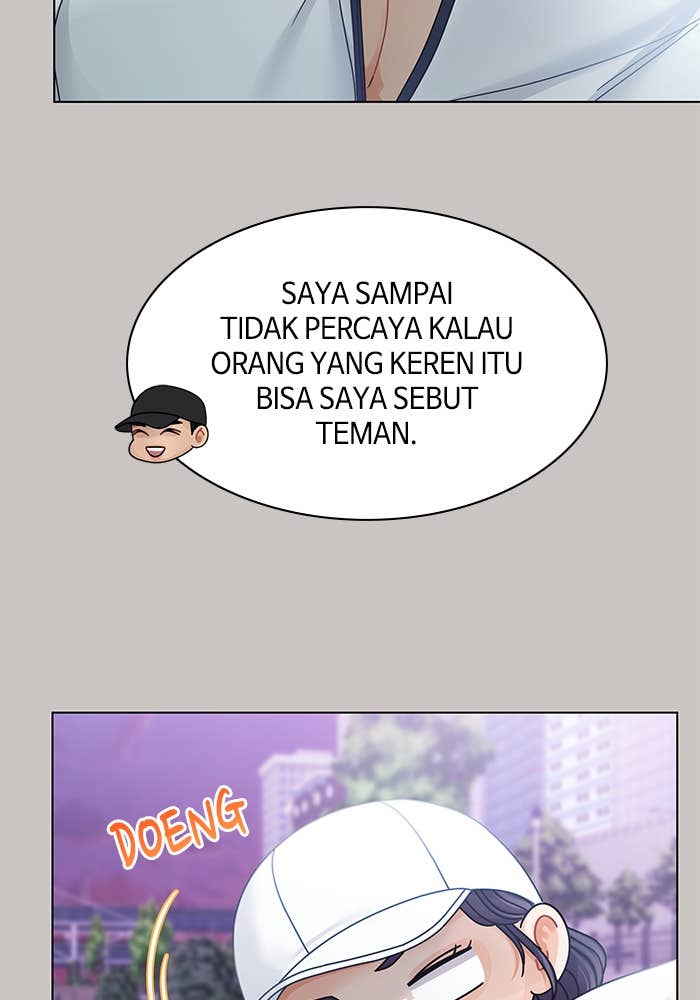 SAYA SAMPAI
TIDAK PERCAYA KALAU
ORANG YANG KEREN ITU
BISA SAYA SEBUT
TEMAN.
DOENG